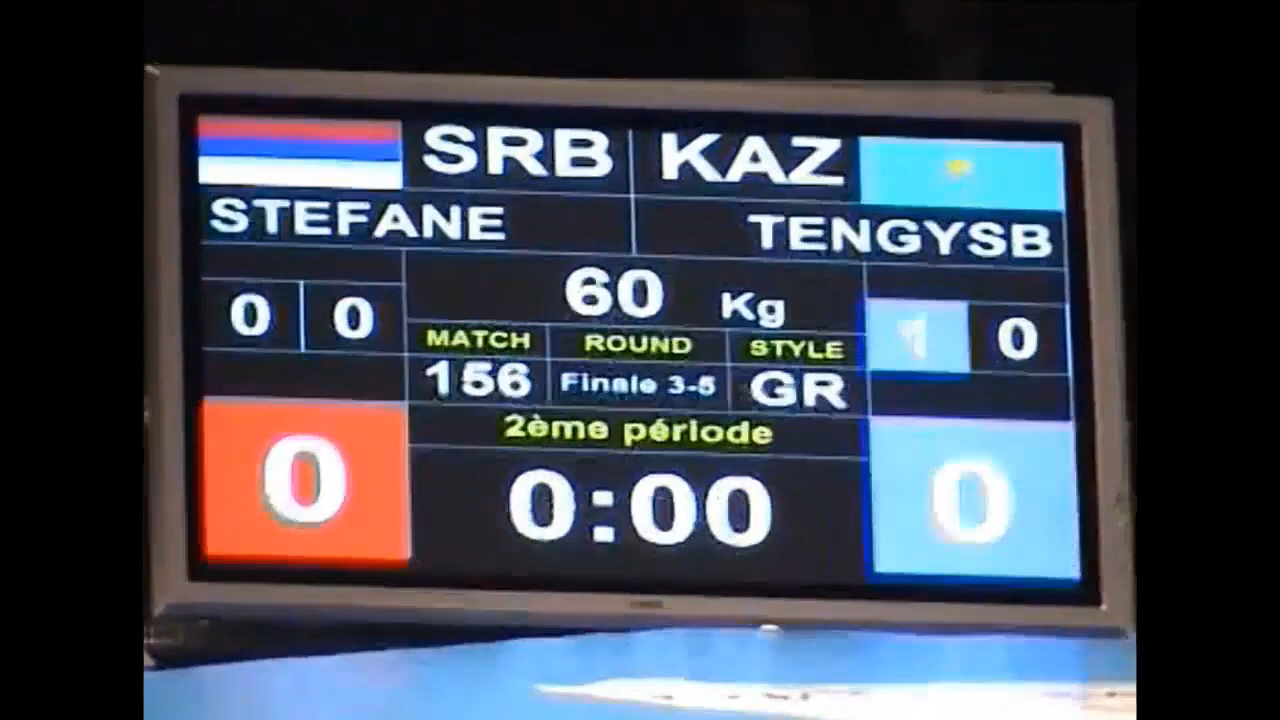 SRB KAZ
STEFANE TENGYSB
60 Kg
0 0 1 0
MATCH ROUND STYLE
156 Finale 3-5 GR
2ème période
0 0:00 0